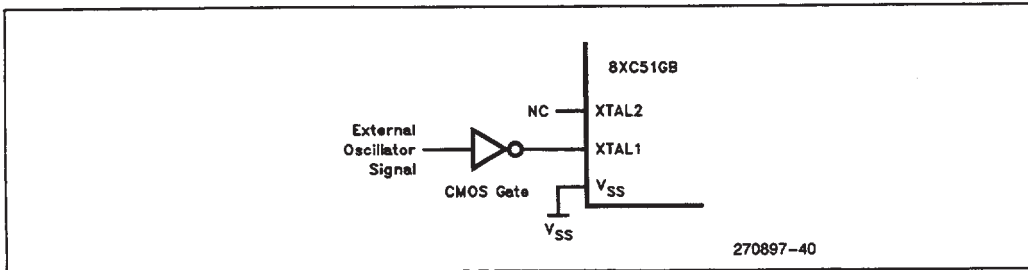 8XC51GB
NC
XTAL2
External
Oscillator
Signal
XTAL1
CMOS Gate
VSS
VSS
270897-40